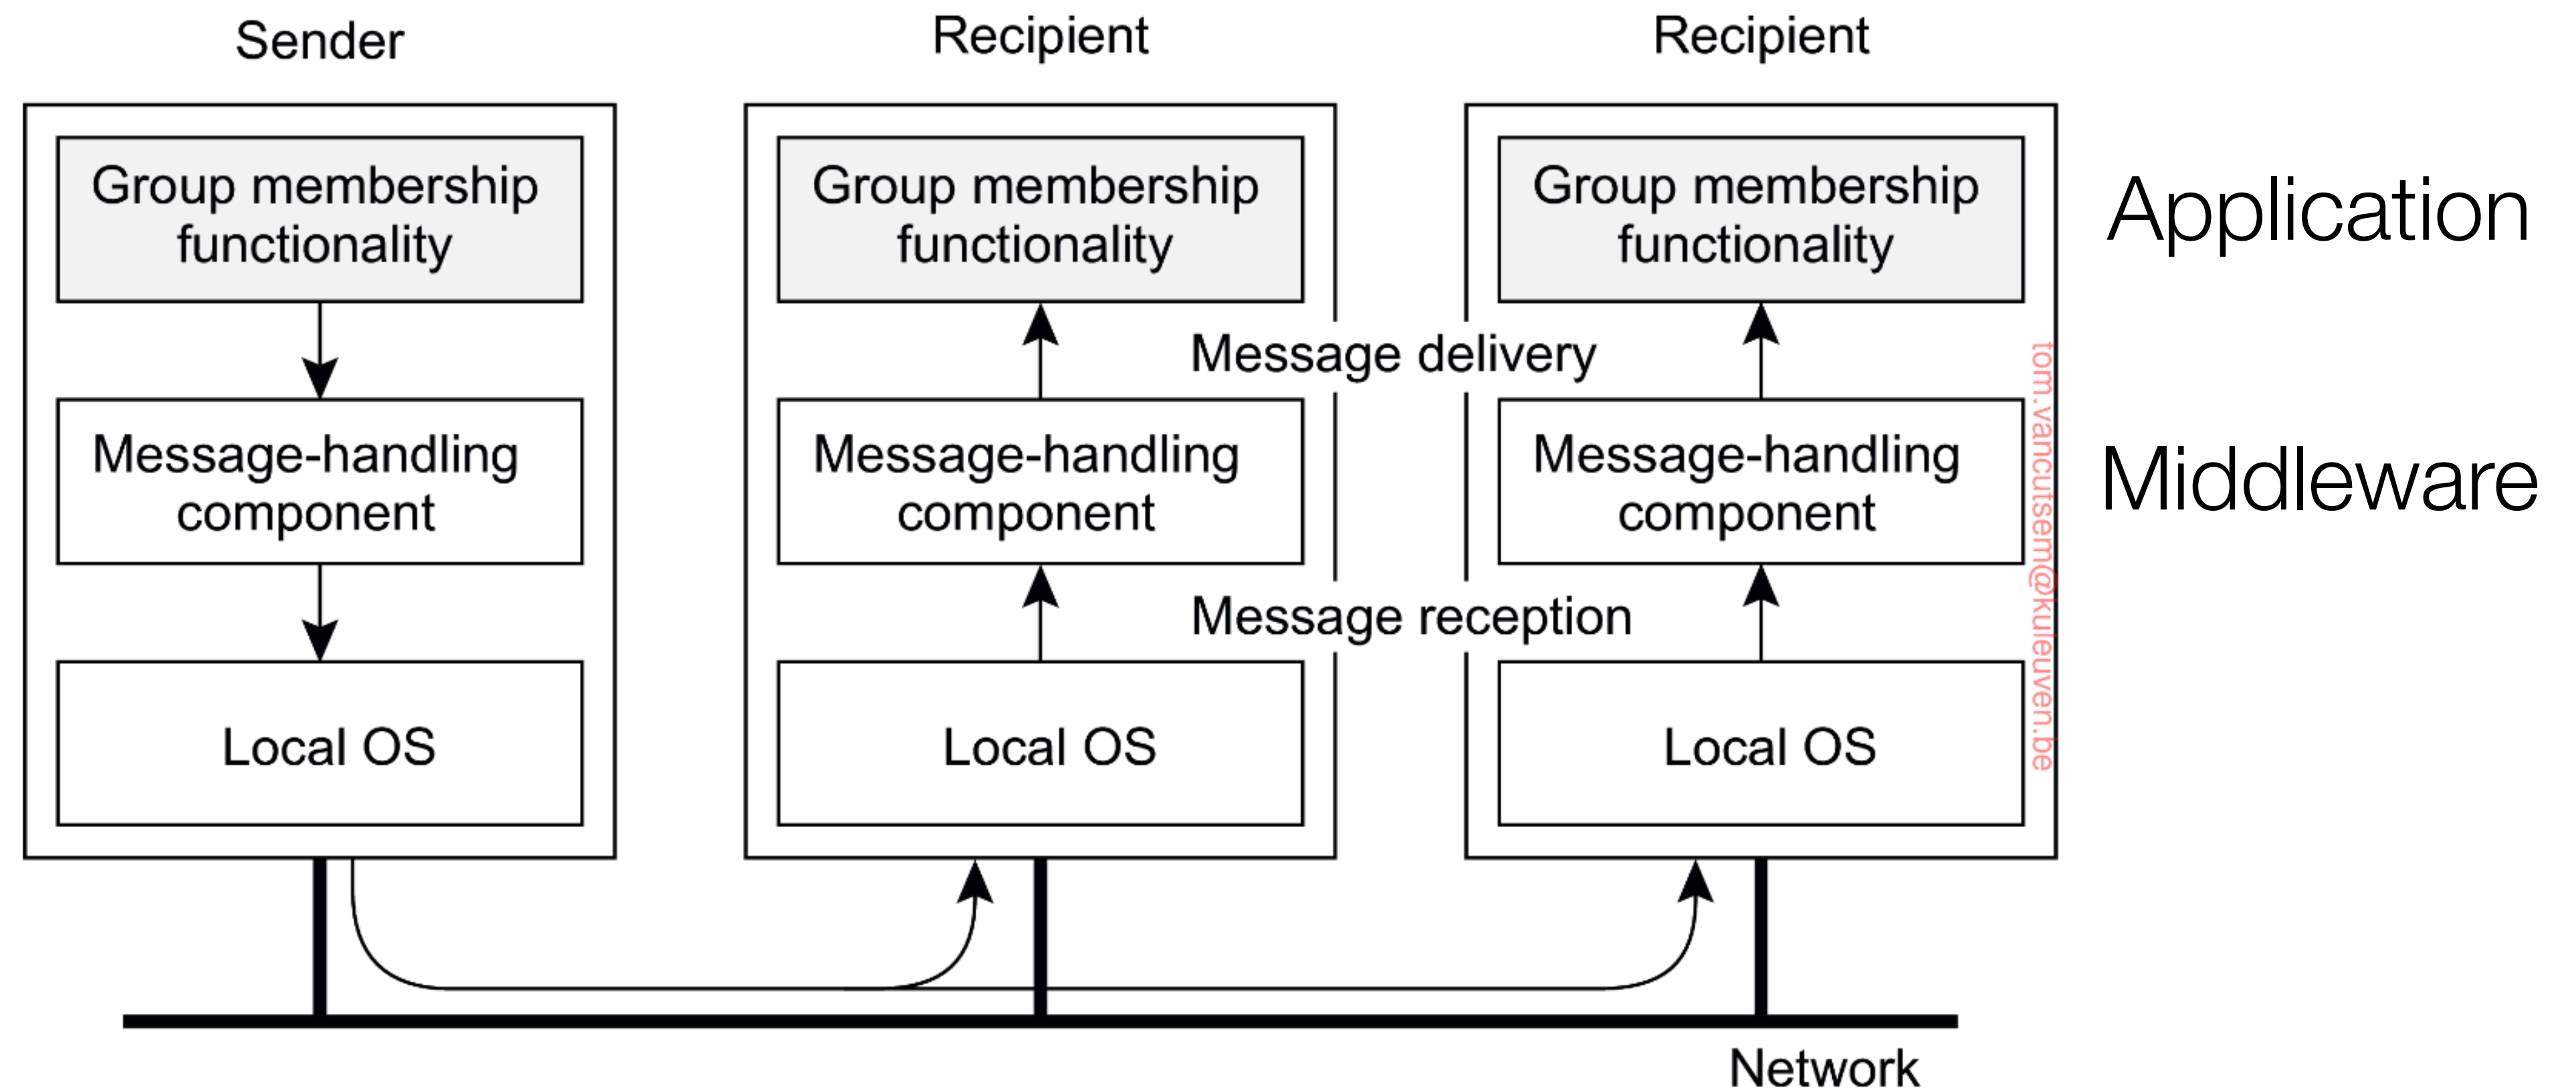 Sender
Recipient
Recipient
Group membership
functionality
Group membership
functionality
Group membership
functionality
Application
Message delivery
Message-handling
component
Message-handling
component
Message-handling
component
Middleware
Message reception
Local OS
Local OS
Local OS
tom.vancutsem@kuleuven.be
Network